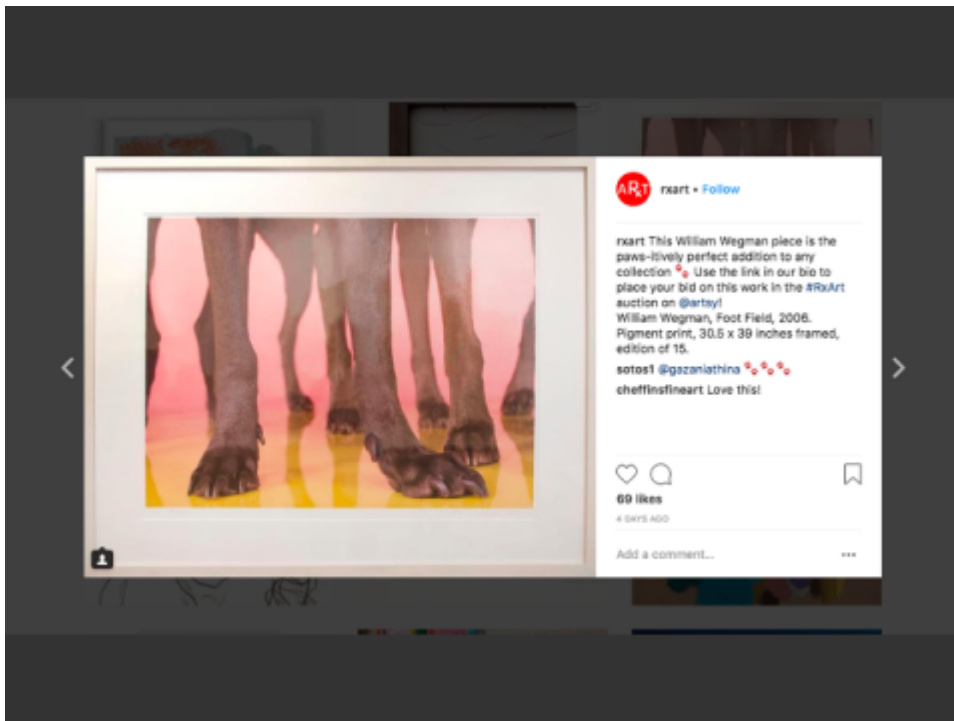 ARxT
rxart • Follow
rxart This William Wegman piece is the
paws-itively perfect addition to any
collection 🐾 Use the link in our bio to
place your bid on this work in the #RxArt
auction on @artsy!
William Wegman, Foot Field, 2006.
Pigment print, 30.5 x 39 inches framed,
edition of 15.
sotos1 @gazaniathina 🐾🐾🐾
cheffinsfineart Love this!
69 likes
4 DAYS AGO
Add a comment...